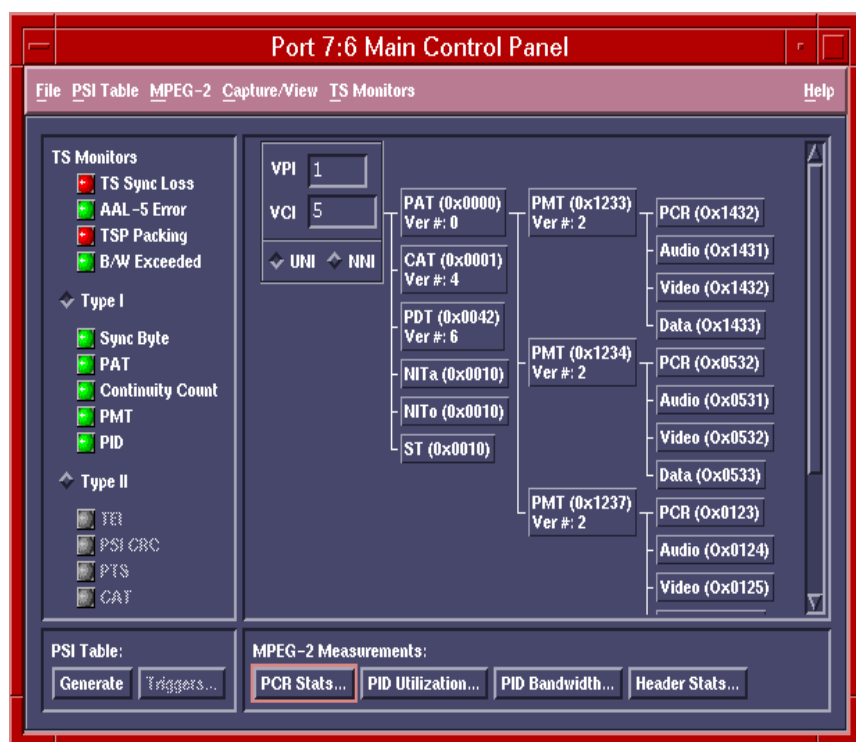 Port 7:6 Main Control Panel
File PSI Table MPEG-2 Capture/View TS Monitors Help
TS Monitors
TS Sync Loss
AAL-5 Error
TSP Packing
B/W Exceeded
Type I
Sync Byte
PAT
Continuity Count
PMT
PID
Type II
TEI
PSI CRC
PTS
CAT
VPI 1
VCI 5
UNI NNI
PAT (0x0000)
Ver #: 0
CAT (0x0001)
Ver #: 4
PDT (0x0042)
Ver #: 6
NITa (0x0010)
NITo (0x0010)
ST (0x0010)
PMT (0x1233)
Ver #: 2
PCR (0x1432)
Audio (0x1431)
Video (0x1432)
Data (0x1433)
PMT (0x1234)
Ver #: 2
PCR (0x0532)
Audio (0x0531)
Video (0x0532)
Data (0x0533)
PMT (0x1237)
Ver #: 2
PCR (0x0123)
Audio (0x0124)
Video (0x0125)
PSI Table:
Generate Triggers...
MPEG-2 Measurements:
PCR Stats... PID Utilization... PID Bandwidth... Header Stats...